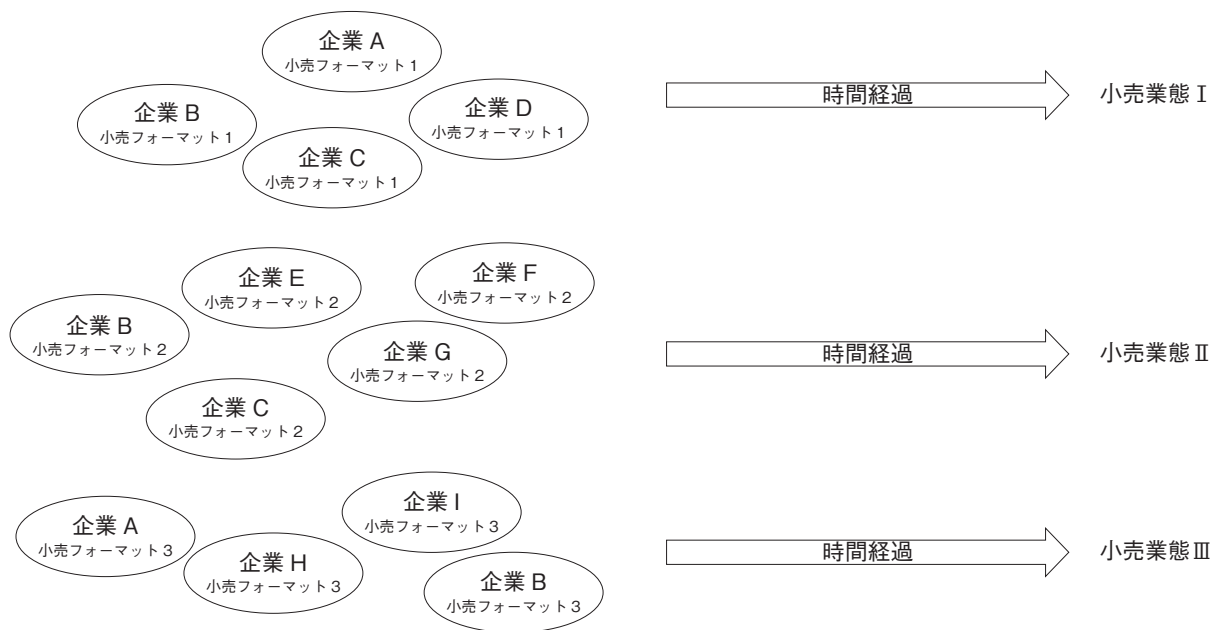 企業 A
小売フォーマット1
企業 B
小売フォーマット1
企業 D
小売フォーマット1
企業 C
小売フォーマット1
時間経過
小売業態Ⅰ
企業 E
小売フォーマット2
企業 F
小売フォーマット2
企業 B
小売フォーマット2
企業 G
小売フォーマット2
企業 C
小売フォーマット2
時間経過
小売業態Ⅱ
企業 A
小売フォーマット3
企業 I
小売フォーマット3
企業 H
小売フォーマット3
企業 B
小売フォーマット3
時間経過
小売業態Ⅲ